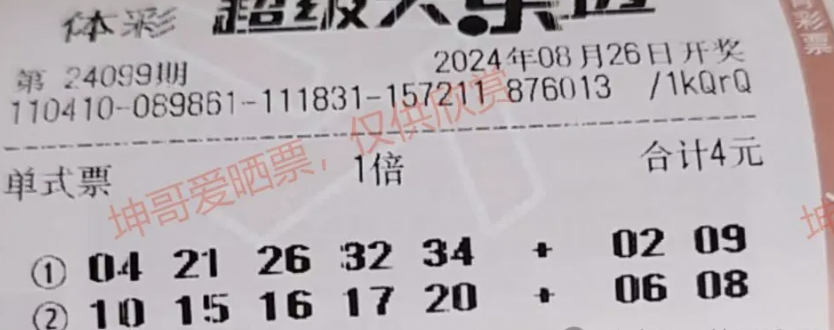 体彩 超级大乐透
第 24099期 2024年08月26日开奖
110410-089861-111831-157211 876013 /1kQrQ
单式票 1倍 合计4元
坤哥爱晒票，仅供欣赏
① 04 21 26 32 34 + 02 09
② 10 15 16 17 20 + 06 08
彩票
坤